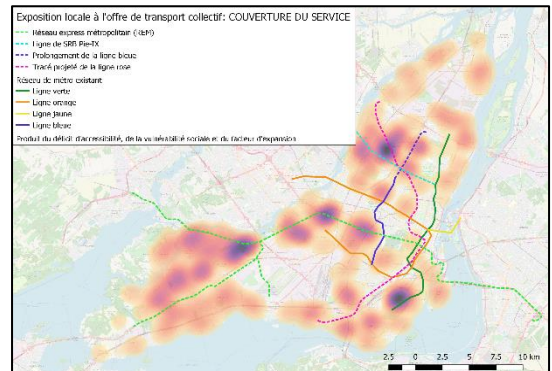 Exposition locale à l'offre de transport collectif: COUVERTURE DU SERVICE
Réseau express métropolitain (REM)
Ligne de SRB Pie-IX
Prolongement de la ligne bleue
Tracé projeté de la ligne rose
Réseau de métro existant
Ligne verte
Ligne orange
Ligne jaune
Ligne bleue
Produit du déficit d'accessibilité, de la vulnérabilité sociale et du facteur d'expansion
2.5 0 2.5 5 7.5 10 km